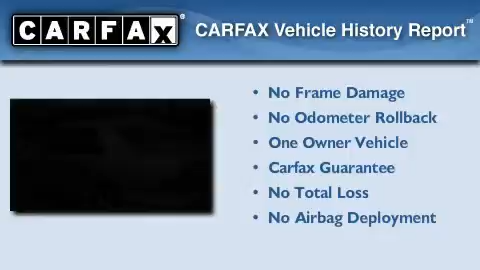 CARFAX® CARFAX Vehicle History Report™
• No Frame Damage
• No Odometer Rollback
• One Owner Vehicle
• Carfax Guarantee
• No Total Loss
• No Airbag Deployment